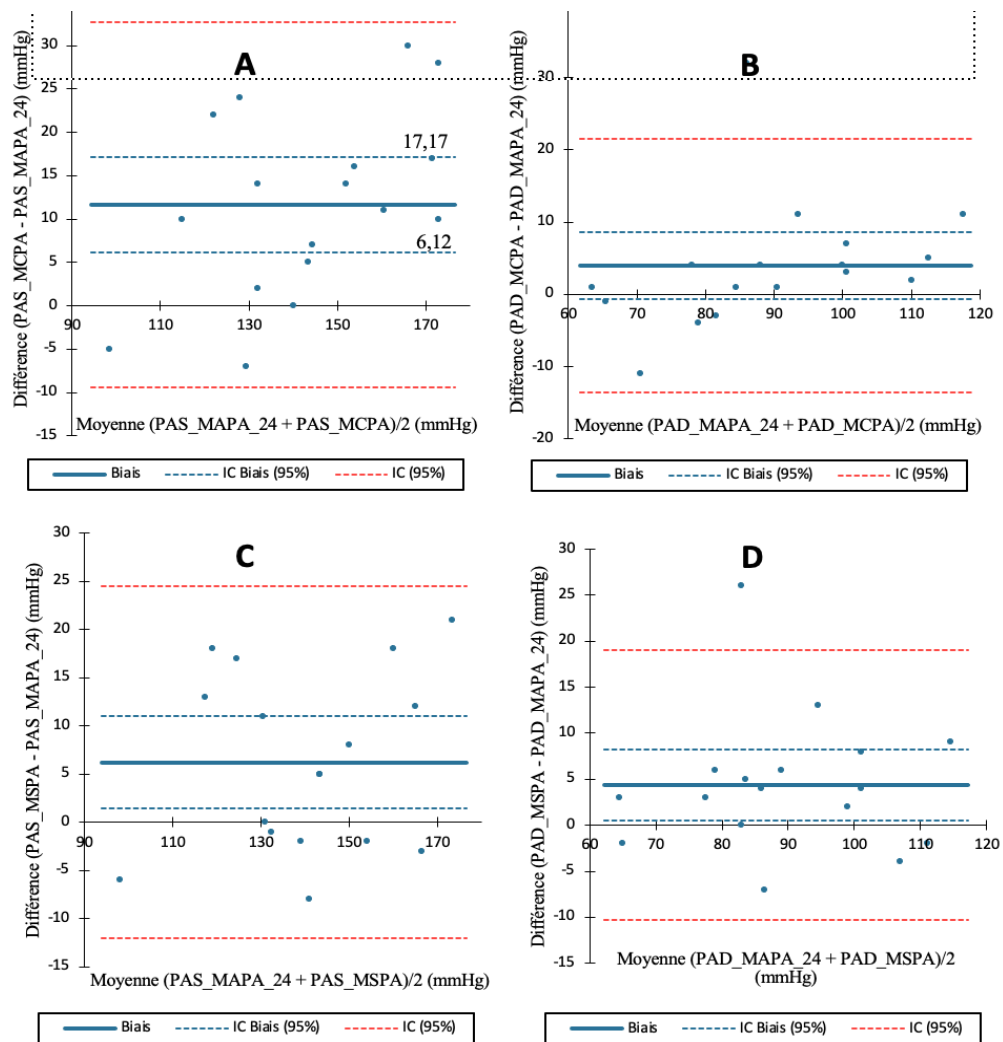 A
Différence (PAS_MCPA - PAS_MAPA_24) (mmHg)
30
25
20
15
10
5
0
-5
-10
-15
17,17
6,12
90
110
130
150
170
Moyenne (PAS_MAPA_24 + PAS_MCPA)/2 (mmHg)
Biais
IC Biais (95%)
IC (95%)
B
Différence (PAD_MCPA - PAD_MAPA_24) (mmHg)
30
20
10
0
-10
-20
60
70
80
90
100
110
120
Moyenne (PAD_MAPA_24 + PAD_MCPA)/2 (mmHg)
Biais
IC Biais (95%)
IC (95%)
C
Différence (PAS_MSPA - PAS_MAPA_24) (mmHg)
30
25
20
15
10
5
0
-5
-10
-15
90
110
130
150
170
Moyenne (PAS_MAPA_24 + PAS_MSPA)/2 (mmHg)
Biais
IC Biais (95%)
IC (95%)
D
Différence (PAD_MSPA - PAD_MAPA_24) (mmHg)
30
25
20
15
10
5
0
-5
-10
-15
60
70
80
90
100
110
120
Moyenne (PAD_MAPA_24 + PAD_MSPA)/2
(mmHg)
Biais
IC Biais (95%)
IC (95%)